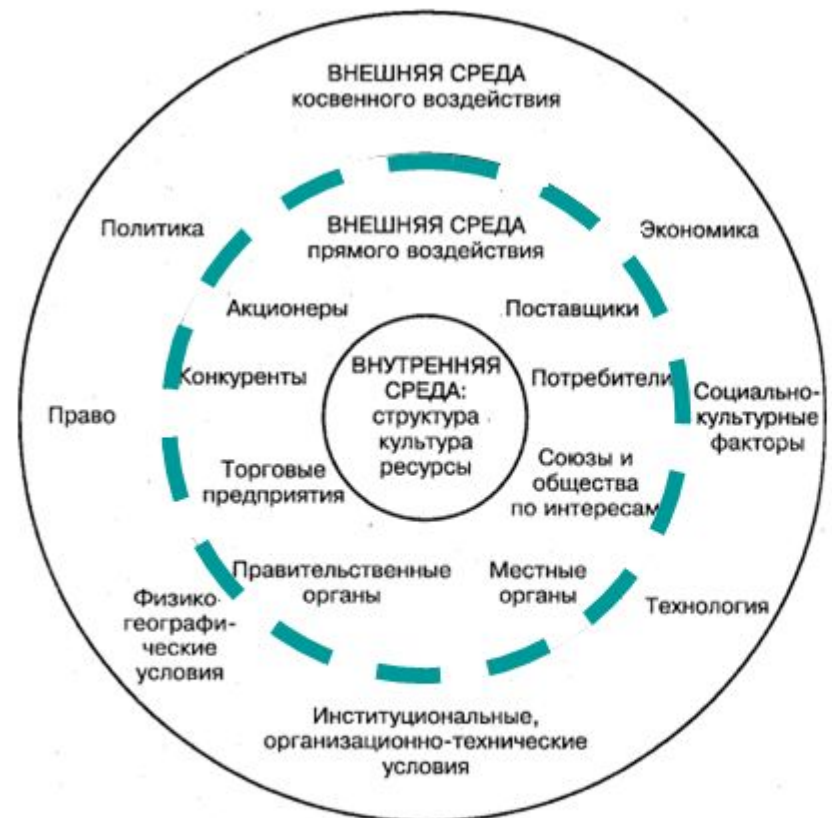 ВНЕШНЯЯ СРЕДА
косвенного воздействия
Политика
ВНЕШНЯЯ СРЕДА
прямого воздействия
Экономика
Акционеры
Поставщики
Конкуренты
ВНУТРЕННЯЯ
СРЕДА:
структура
культура
ресурсы
Потребители
Право
Социально-
культурные
факторы
Торговые
предприятия
Союзы и
общества
по интересам
Правительственные
органы
Местные
органы
Физико-
географи-
ческие
условия
Технология
Институциональные,
организационно-технические
условия